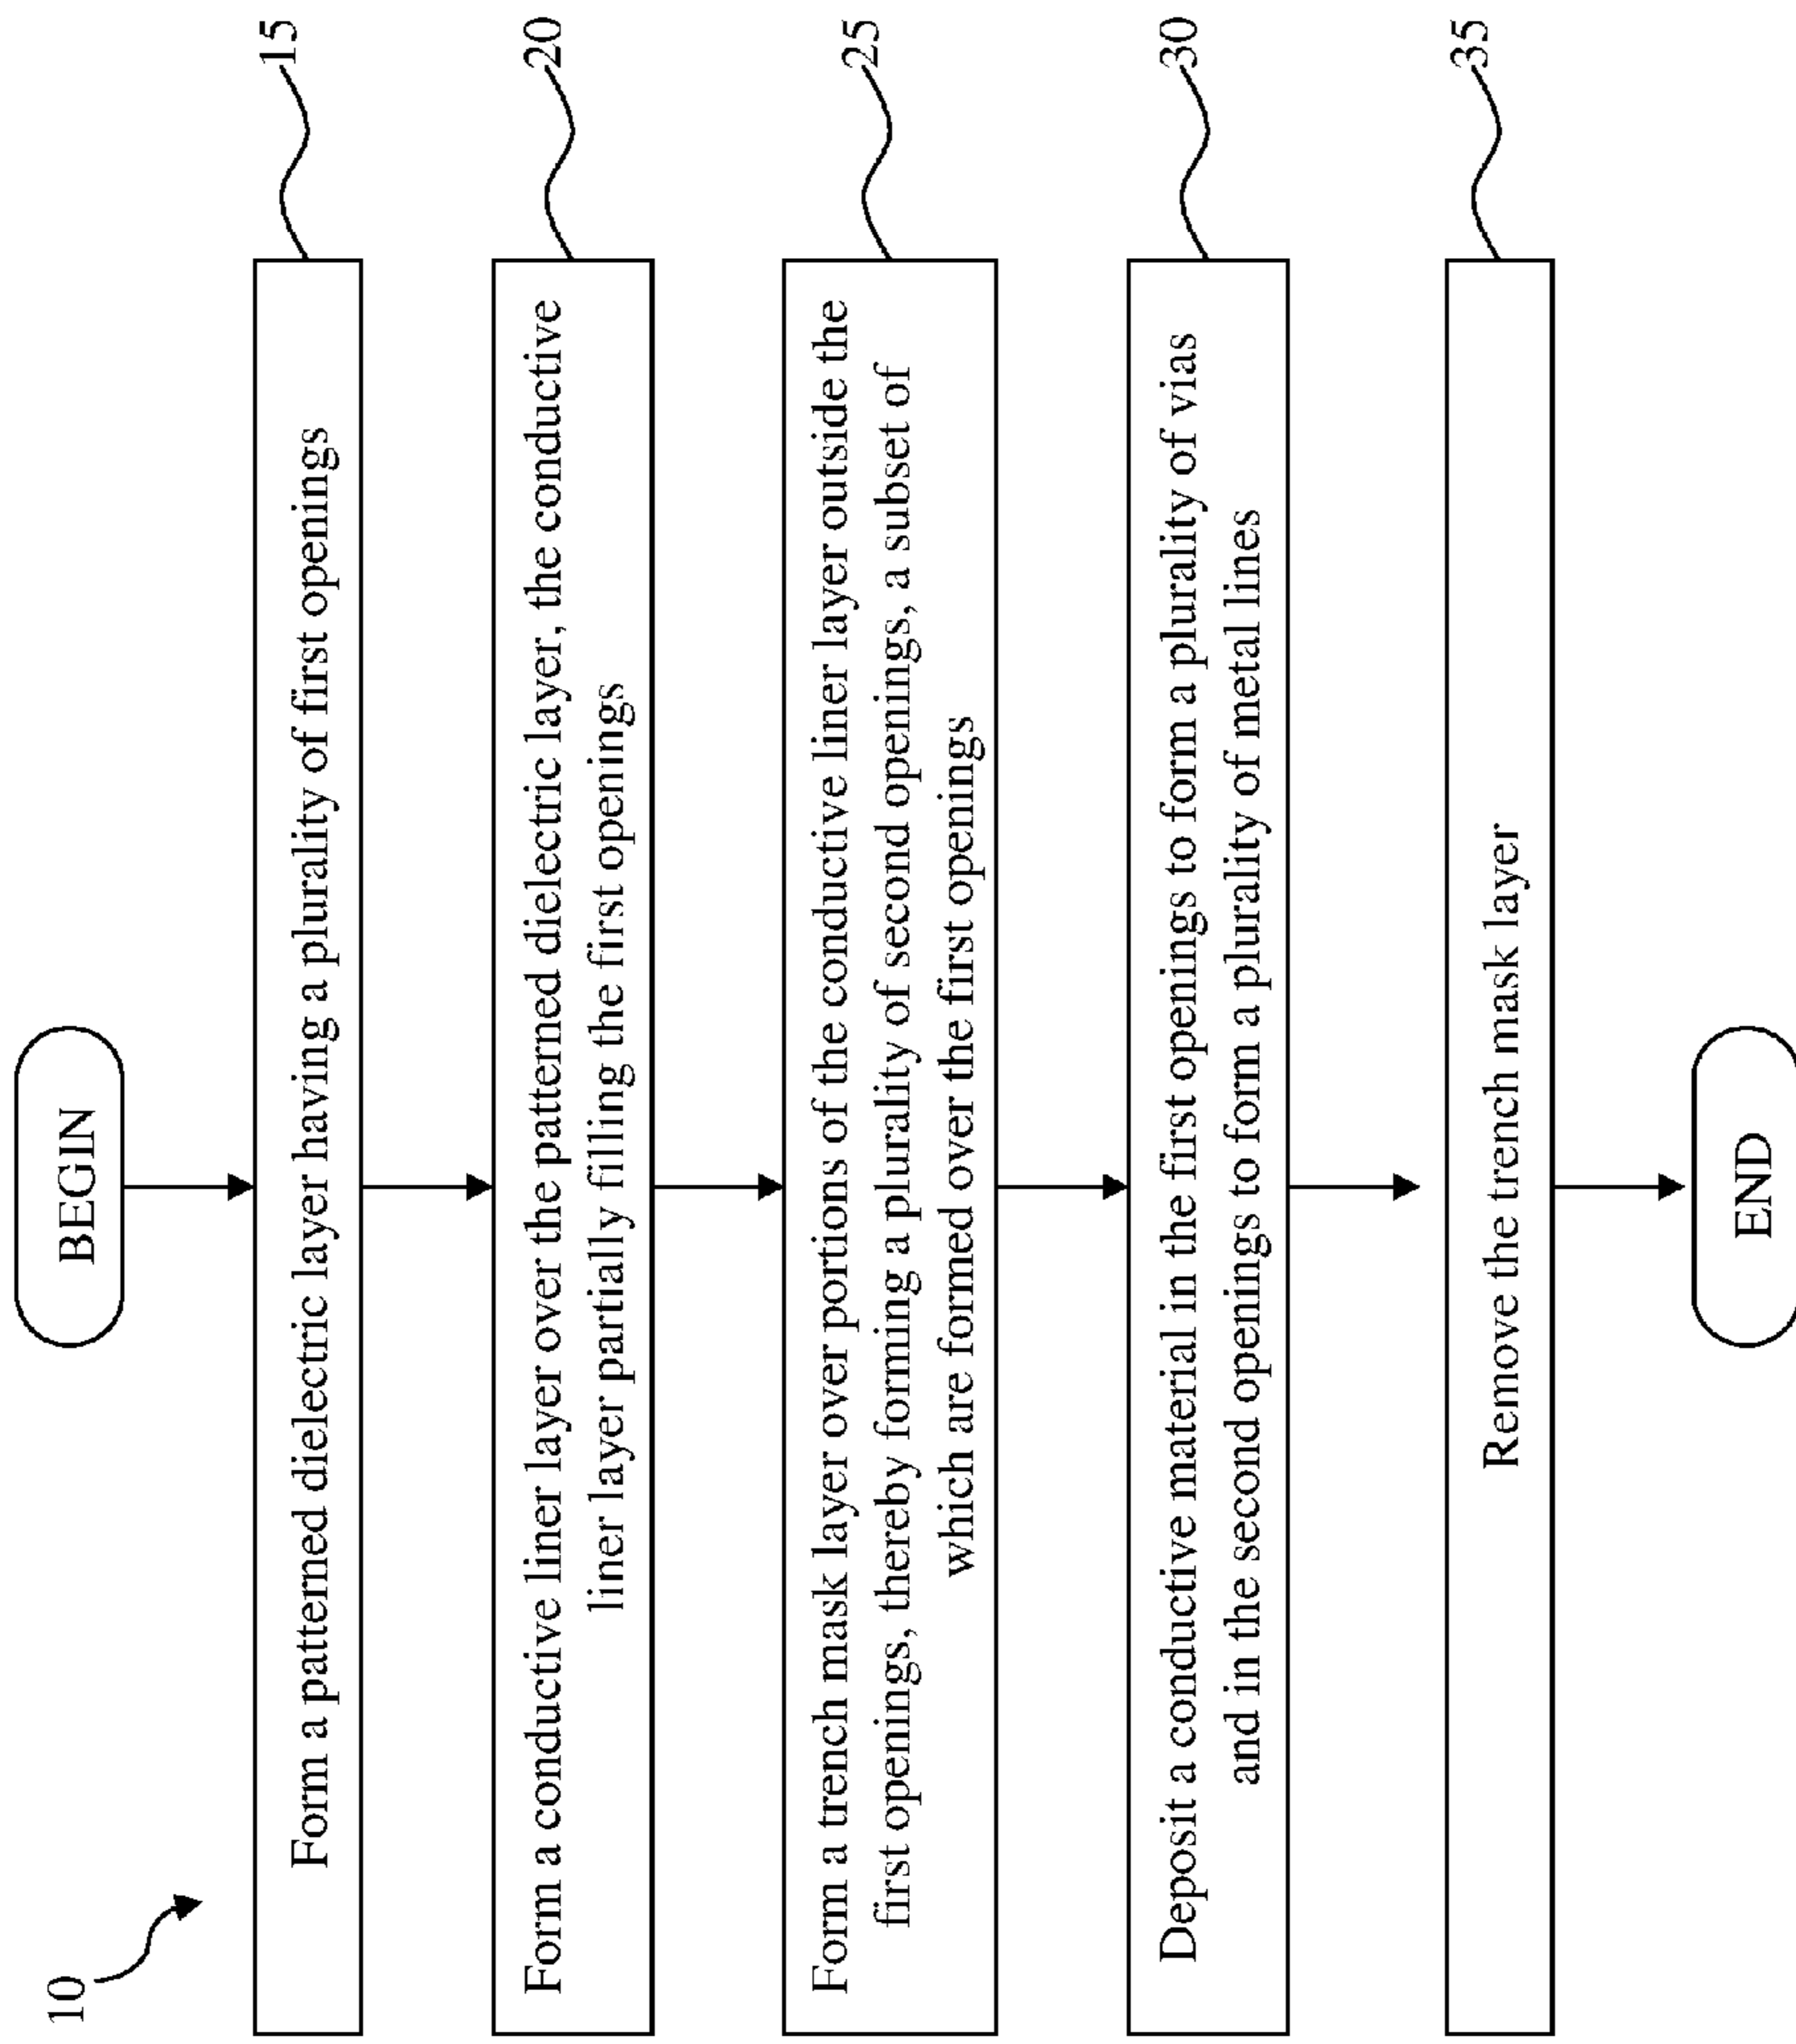 10
BEGIN
15
Form a patterned dielectric layer having a plurality of first openings
20
Form a conductive liner layer over the patterned dielectric layer, the conductive
liner layer partially filling the first openings
25
Form a trench mask layer over portions of the conductive liner layer outside the
first openings, thereby forming a plurality of second openings, a subset of
which are formed over the first openings
30
Deposit a conductive material in the first openings to form a plurality of vias
and in the second openings to form a plurality of metal lines
35
Remove the trench mask layer
END